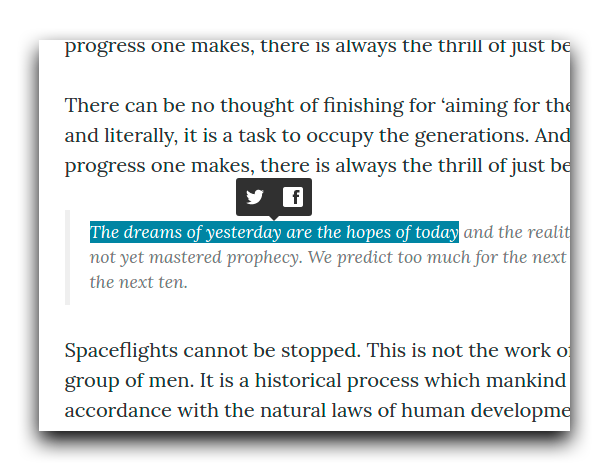 progress one makes, there is always the thrill of just be
There can be no thought of finishing for ‘aiming for the
and literally, it is a task to occupy the generations. And
progress one makes, there is always the thrill of just be
The dreams of yesterday are the hopes of today and the realit
not yet mastered prophecy. We predict too much for the next
the next ten.
Spaceflights cannot be stopped. This is not the work of
group of men. It is a historical process which mankind
accordance with the natural laws of human developme